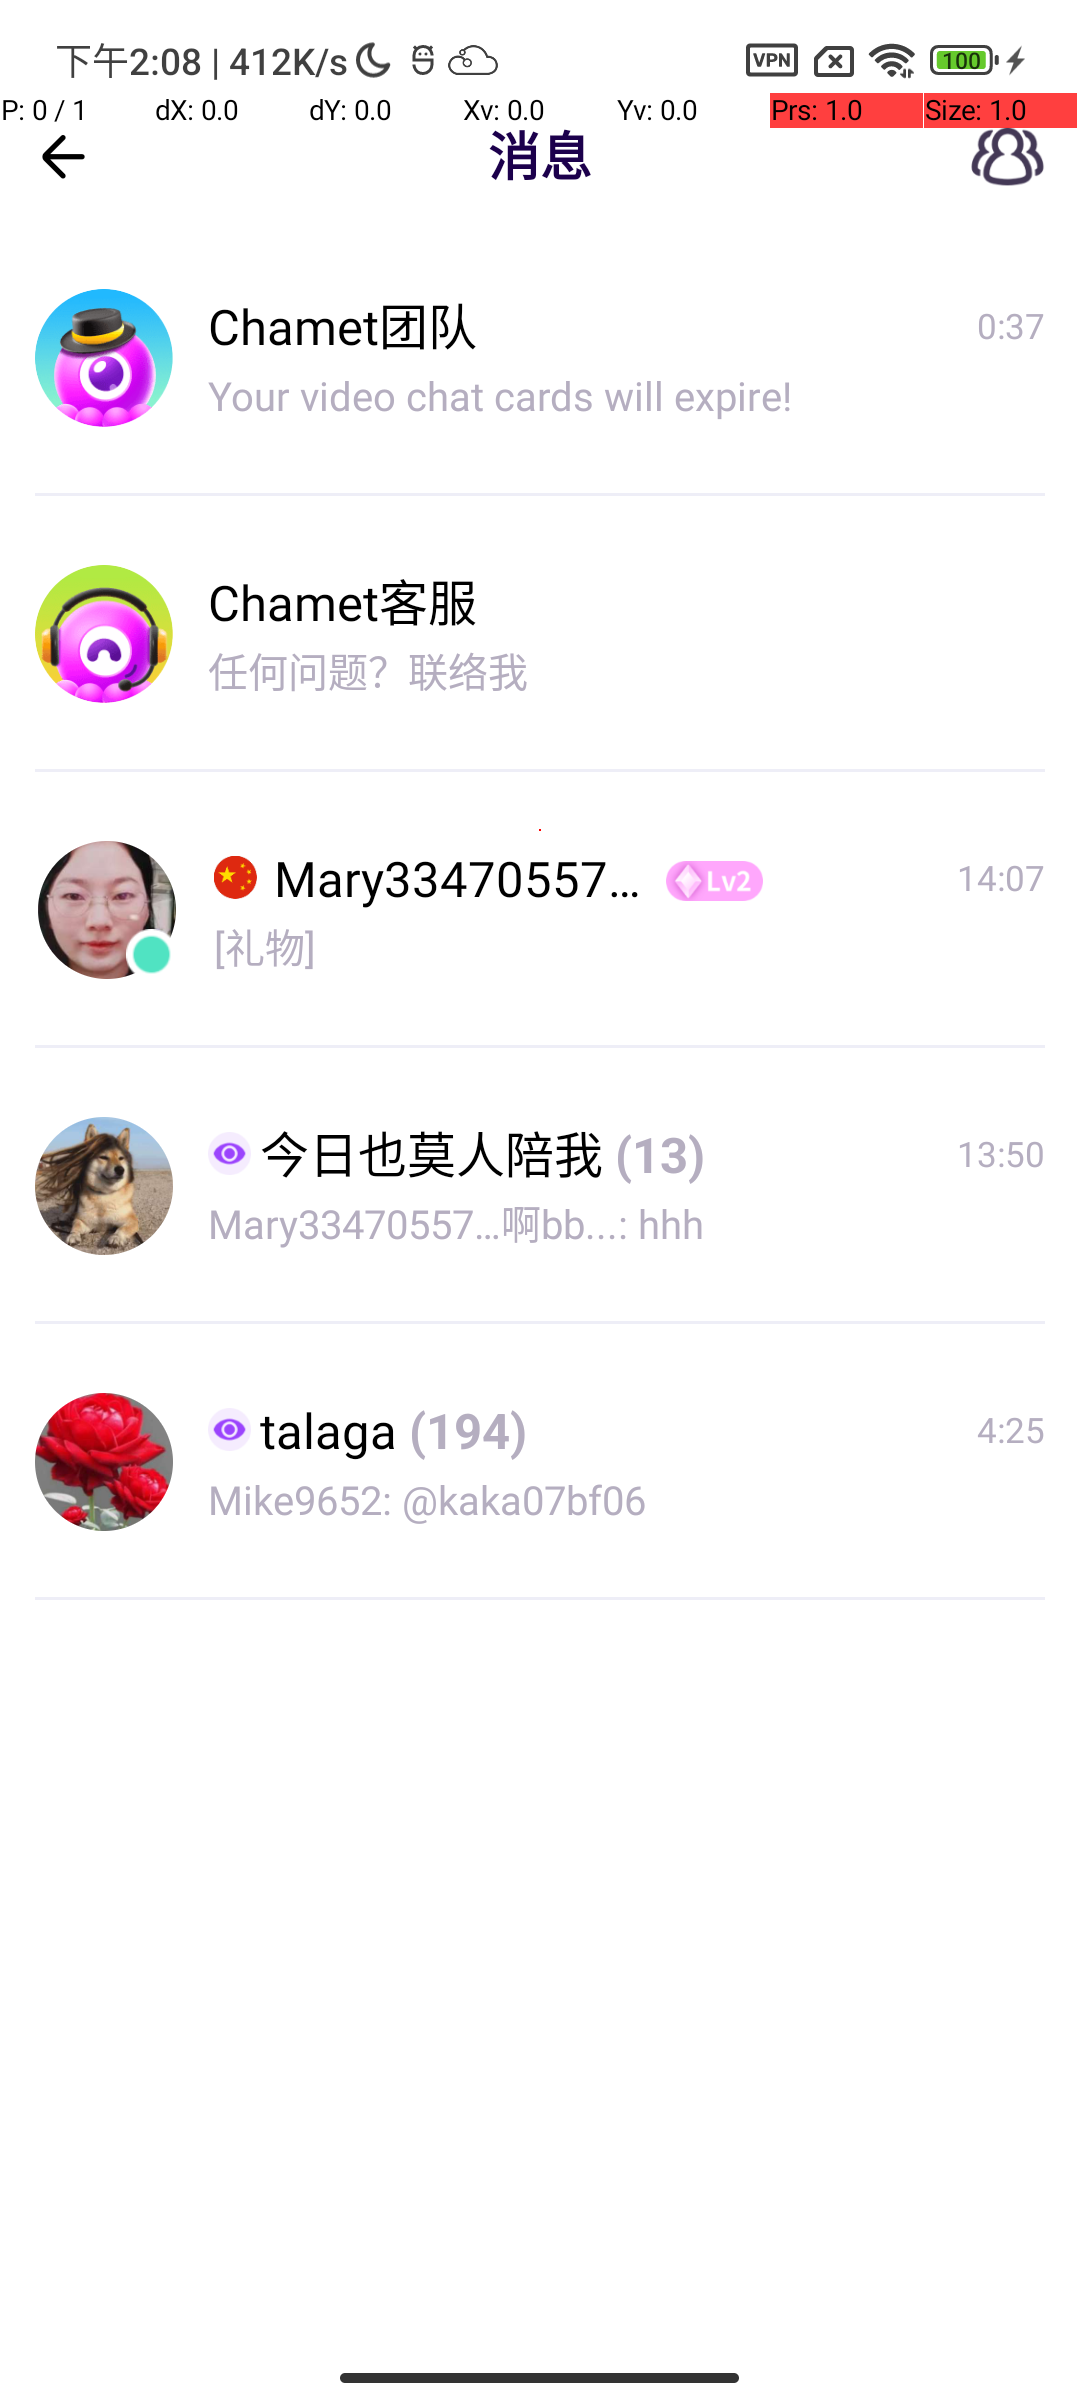 下午2:08 | 412K/s
VPN
100
P: 0 / 1 dX: 0.0 dY: 0.0 Xv: 0.0 Yv: 0.0 Prs: 1.0 Size: 1.0
消息
Chamet团队 0:37
Your video chat cards will expire!
Chamet客服
任何问题？联络我
Mary33470557... Lv2 14:07
[礼物]
今日也莫人陪我 (13) 13:50
Mary33470557...啊bb...: hhh
talaga (194) 4:25
Mike9652: @kaka07bf06